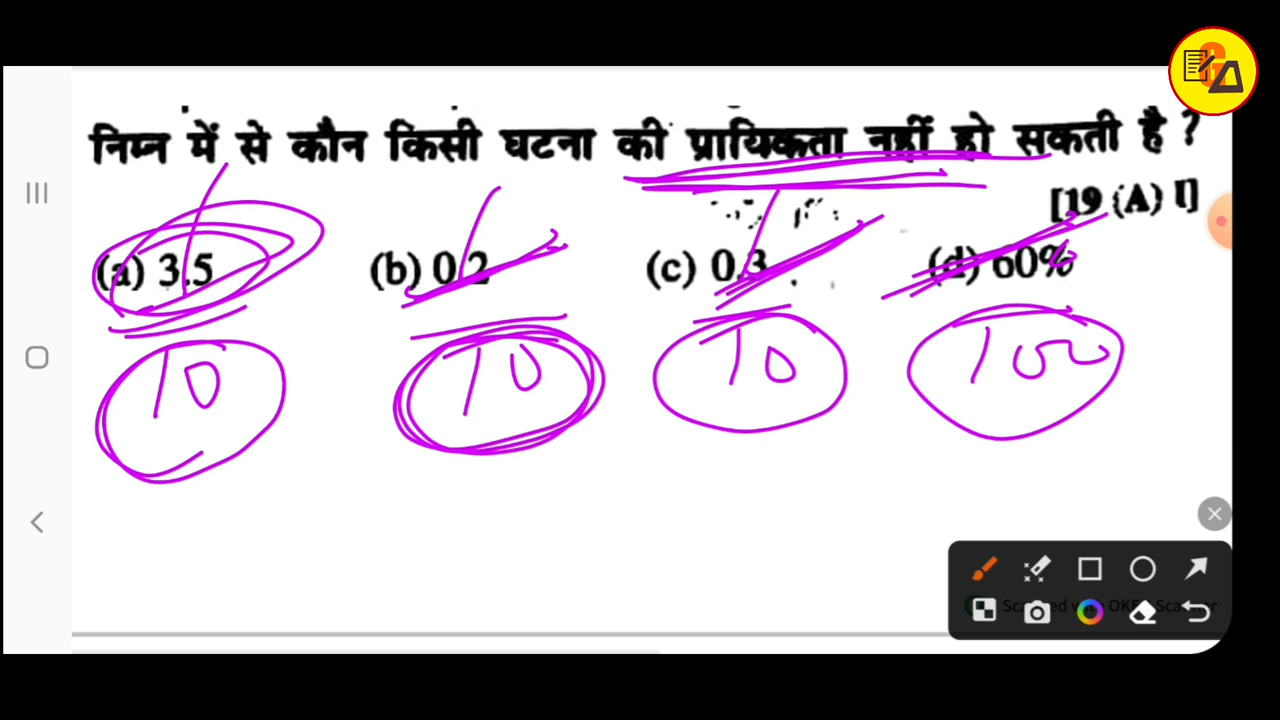 निम्न में से कौन किसी घटना की प्रायिकता नहीं हो सकती है ?
[19 (A) I]
(a) 3.5 (b) 0.2 (c) 0.3 (d) 60%
10 10 10 100